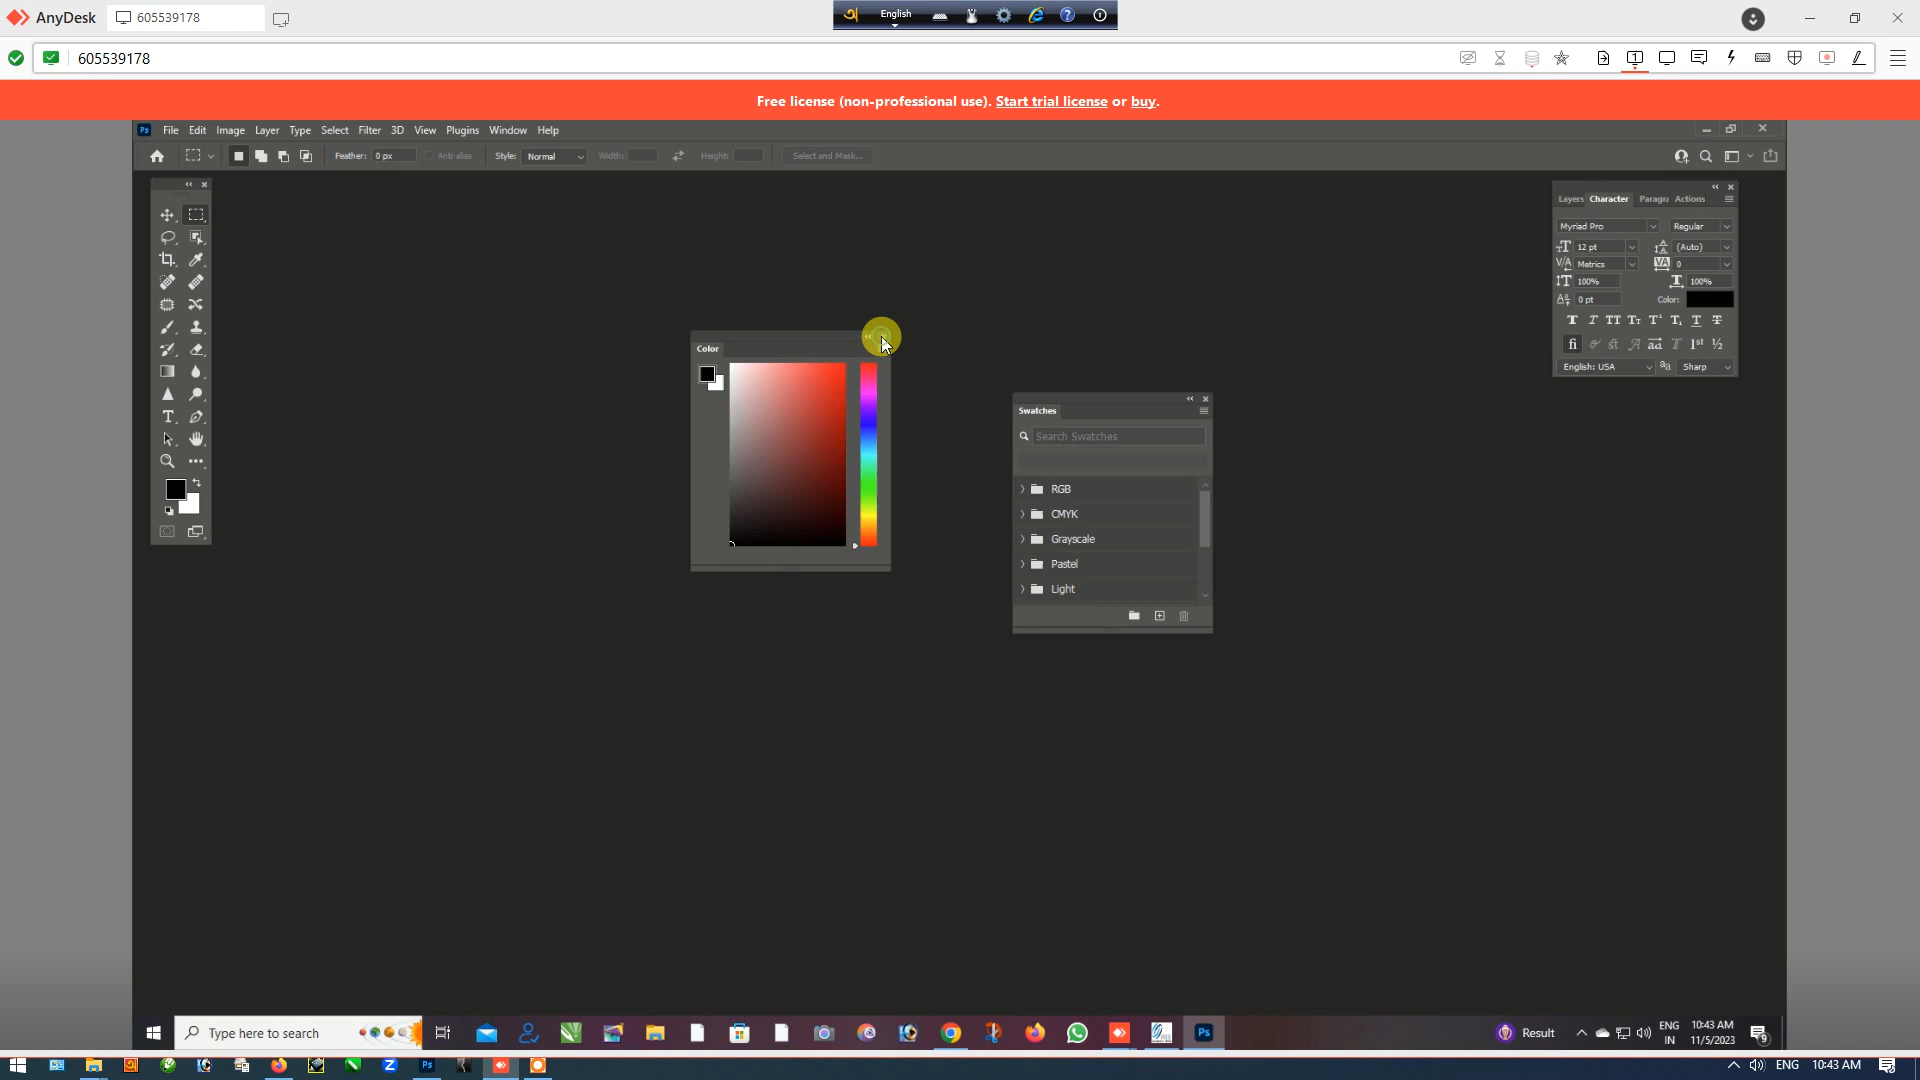 AnyDesk
605539178
English
605539178
Free license (non-professional use). Start trial license or buy.
Ps File Edit Image Layer Type Select Filter 3D View Plugins Window Help
Feather: 0 px Anti-alias Style: Normal Width: Height: Select and Mask...
Layers Character Paragra Actions
Myriad Pro Regular
12 pt (Auto)
Metrics 0
100% 100%
0 pt Color:
English: USA Sharp
Color
Swatches
Search Swatches
RGB
CMYK
Grayscale
Pastel
Light
Type here to search
Result
ENG
IN
10:43 AM
11/5/2023
9
ENG 10:43 AM